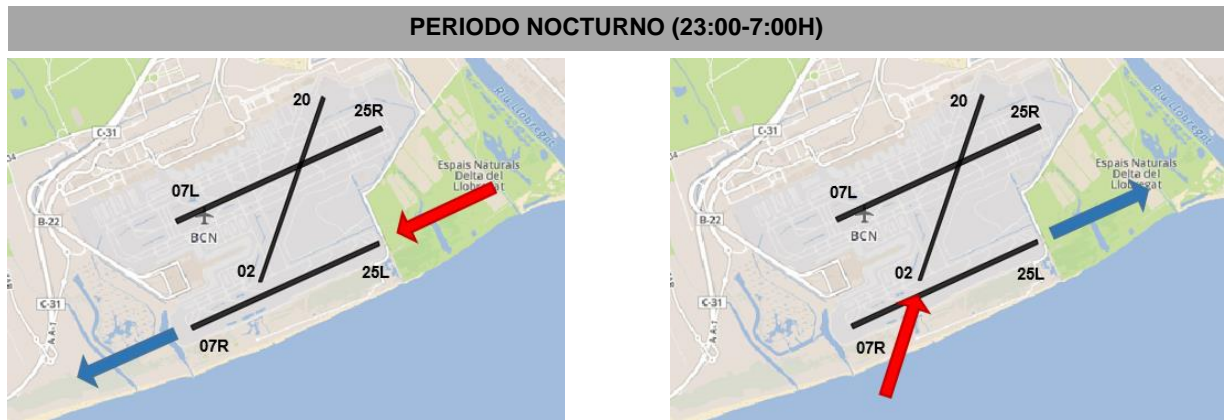 PERIODO NOCTURNO (23:00-7:00H)
20
25R
C-31
Riu Llobregat
Espais Naturals
Delta del
Llobregat
07L
B-22
BCN
02
25L
C-31
A A-1
07R
20
25R
C-31
Riu Llobregat
Espais Naturals
Delta del
Llobregat
07L
B-22
BCN
02
25L
C-31
A A-1
07R